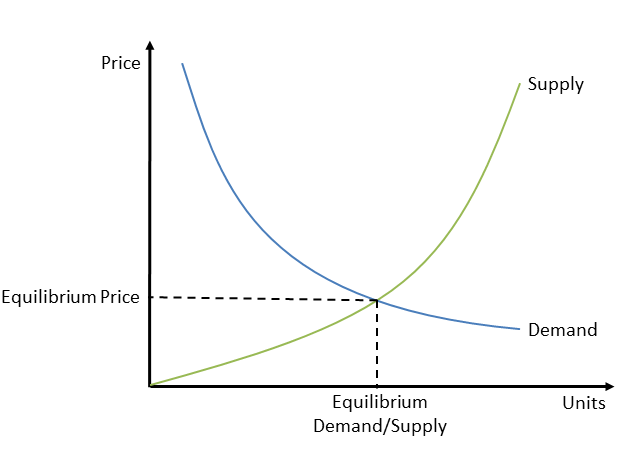 Price
Supply
Equilibrium Price
Demand
Equilibrium
Demand/Supply
Units